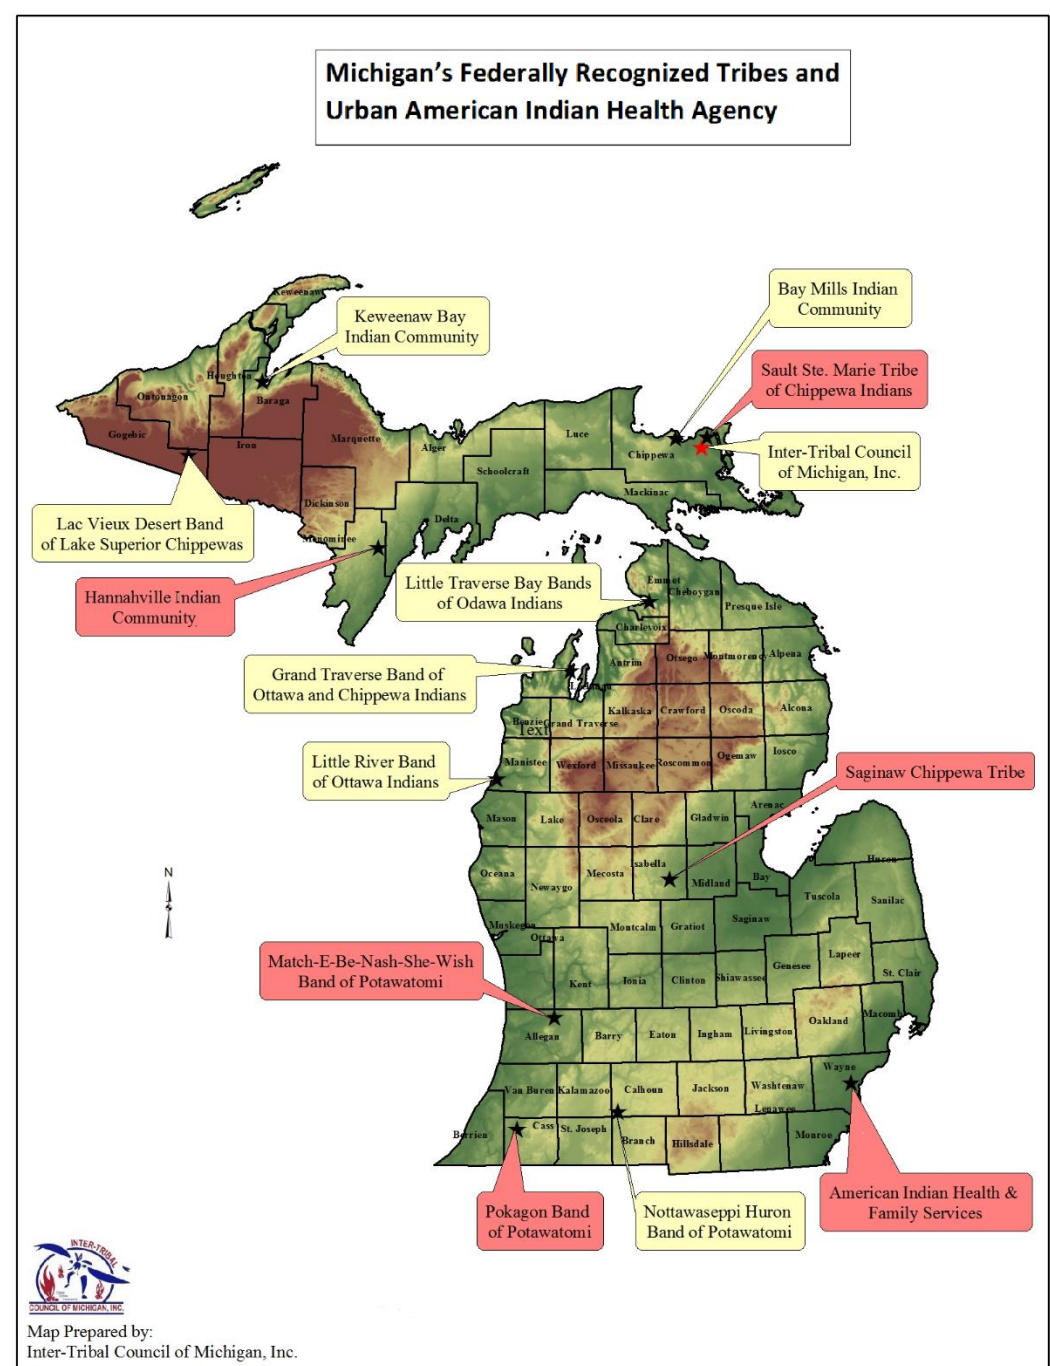 Michigan's Federally Recognized Tribes and
Urban American Indian Health Agency
Keweenaw
Keweenaw Bay
Indian Community
Bay Mills Indian
Community
Sault Ste. Marie Tribe
of Chippewa Indians
Inter-Tribal Council
of Michigan, Inc.
Houghton
Ontonagon
Baraga
Gogebic
Iron
Marquette
Alger
Luce
Chippewa
Schoolcraft
Mackinac
Dickinson
Delta
Menominee
Lac Vieux Desert Band
of Lake Superior Chippewas
Hannahville Indian
Community
Little Traverse Bay Bands
of Odawa Indians
Emmet
Cheboygan
Presque Isle
Charlevoix
Grand Traverse Band of
Ottawa and Chippewa Indians
Antrim
Otsego
Montmorency
Alpena
Kalkaska
Crawford
Oscoda
Alcona
Benzie
Grand Traverse
Text
Little River Band
of Ottawa Indians
Manistee
Wexford
Missaukee
Roscommon
Ogemaw
Iosco
Saginaw Chippewa Tribe
Mason
Lake
Osceola
Clare
Gladwin
Arenac
Oceana
Newaygo
Mecosta
Isabella
Midland
Bay
Huron
Tuscola
Sanilac
N
Muskegon
Ottawa
Montcalm
Gratiot
Saginaw
Match-E-Be-Nash-She-Wish
Band of Potawatomi
Kent
Ionia
Clinton
Shiawassee
Genesee
Lapeer
St. Clair
Allegan
Barry
Eaton
Ingham
Livingston
Oakland
Macomb
Van Buren
Kalamazoo
Calhoun
Jackson
Washtenaw
Wayne
Lenawee
Berrien
Cass
St. Joseph
Branch
Hillsdale
Monroe
Pokagon Band
of Potawatomi
Nottawaseppi Huron
Band of Potawatomi
American Indian Health &
Family Services
INTER-TRIBAL
COUNCIL OF MICHIGAN, INC.
Map Prepared by:
Inter-Tribal Council of Michigan, Inc.